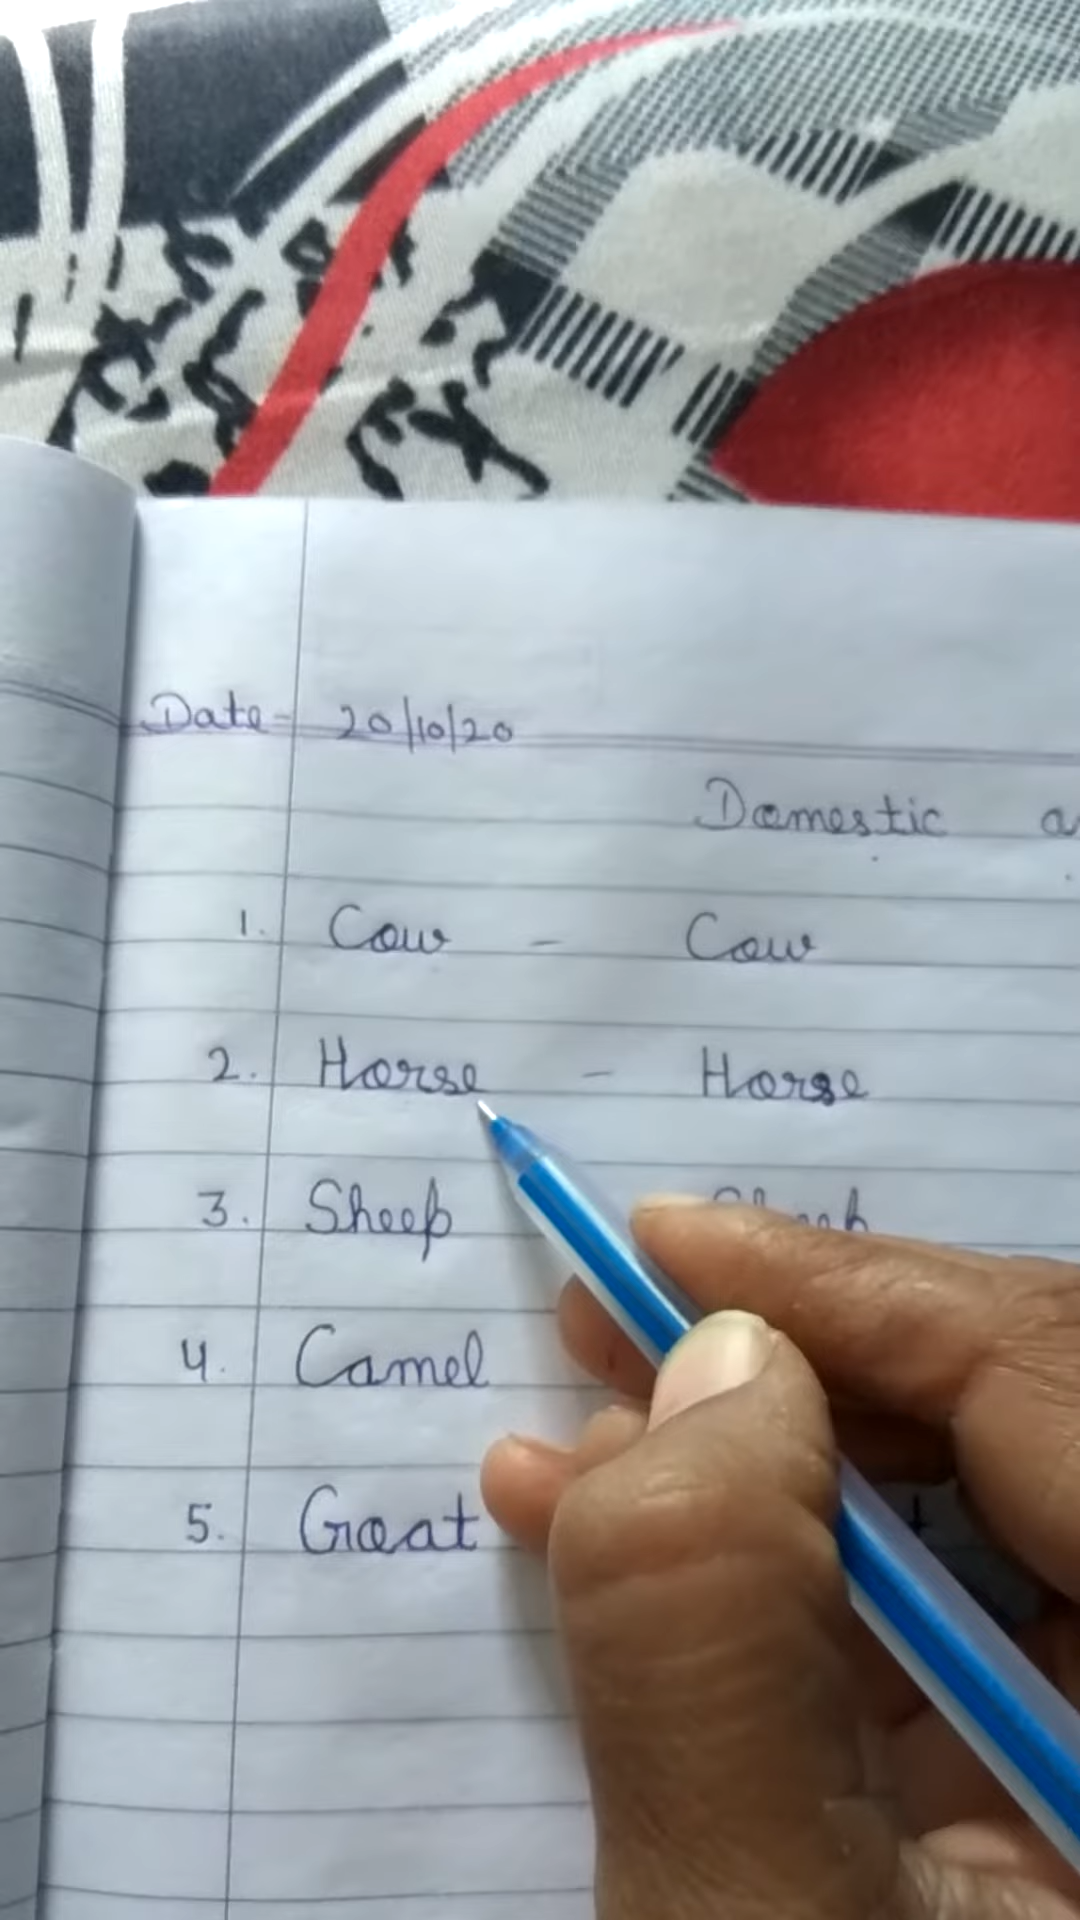 Date - 20/10/20
Domestic
1. Cow - Cow
2. Horse - Horse
3. Sheep
4. Camel
5. Goat